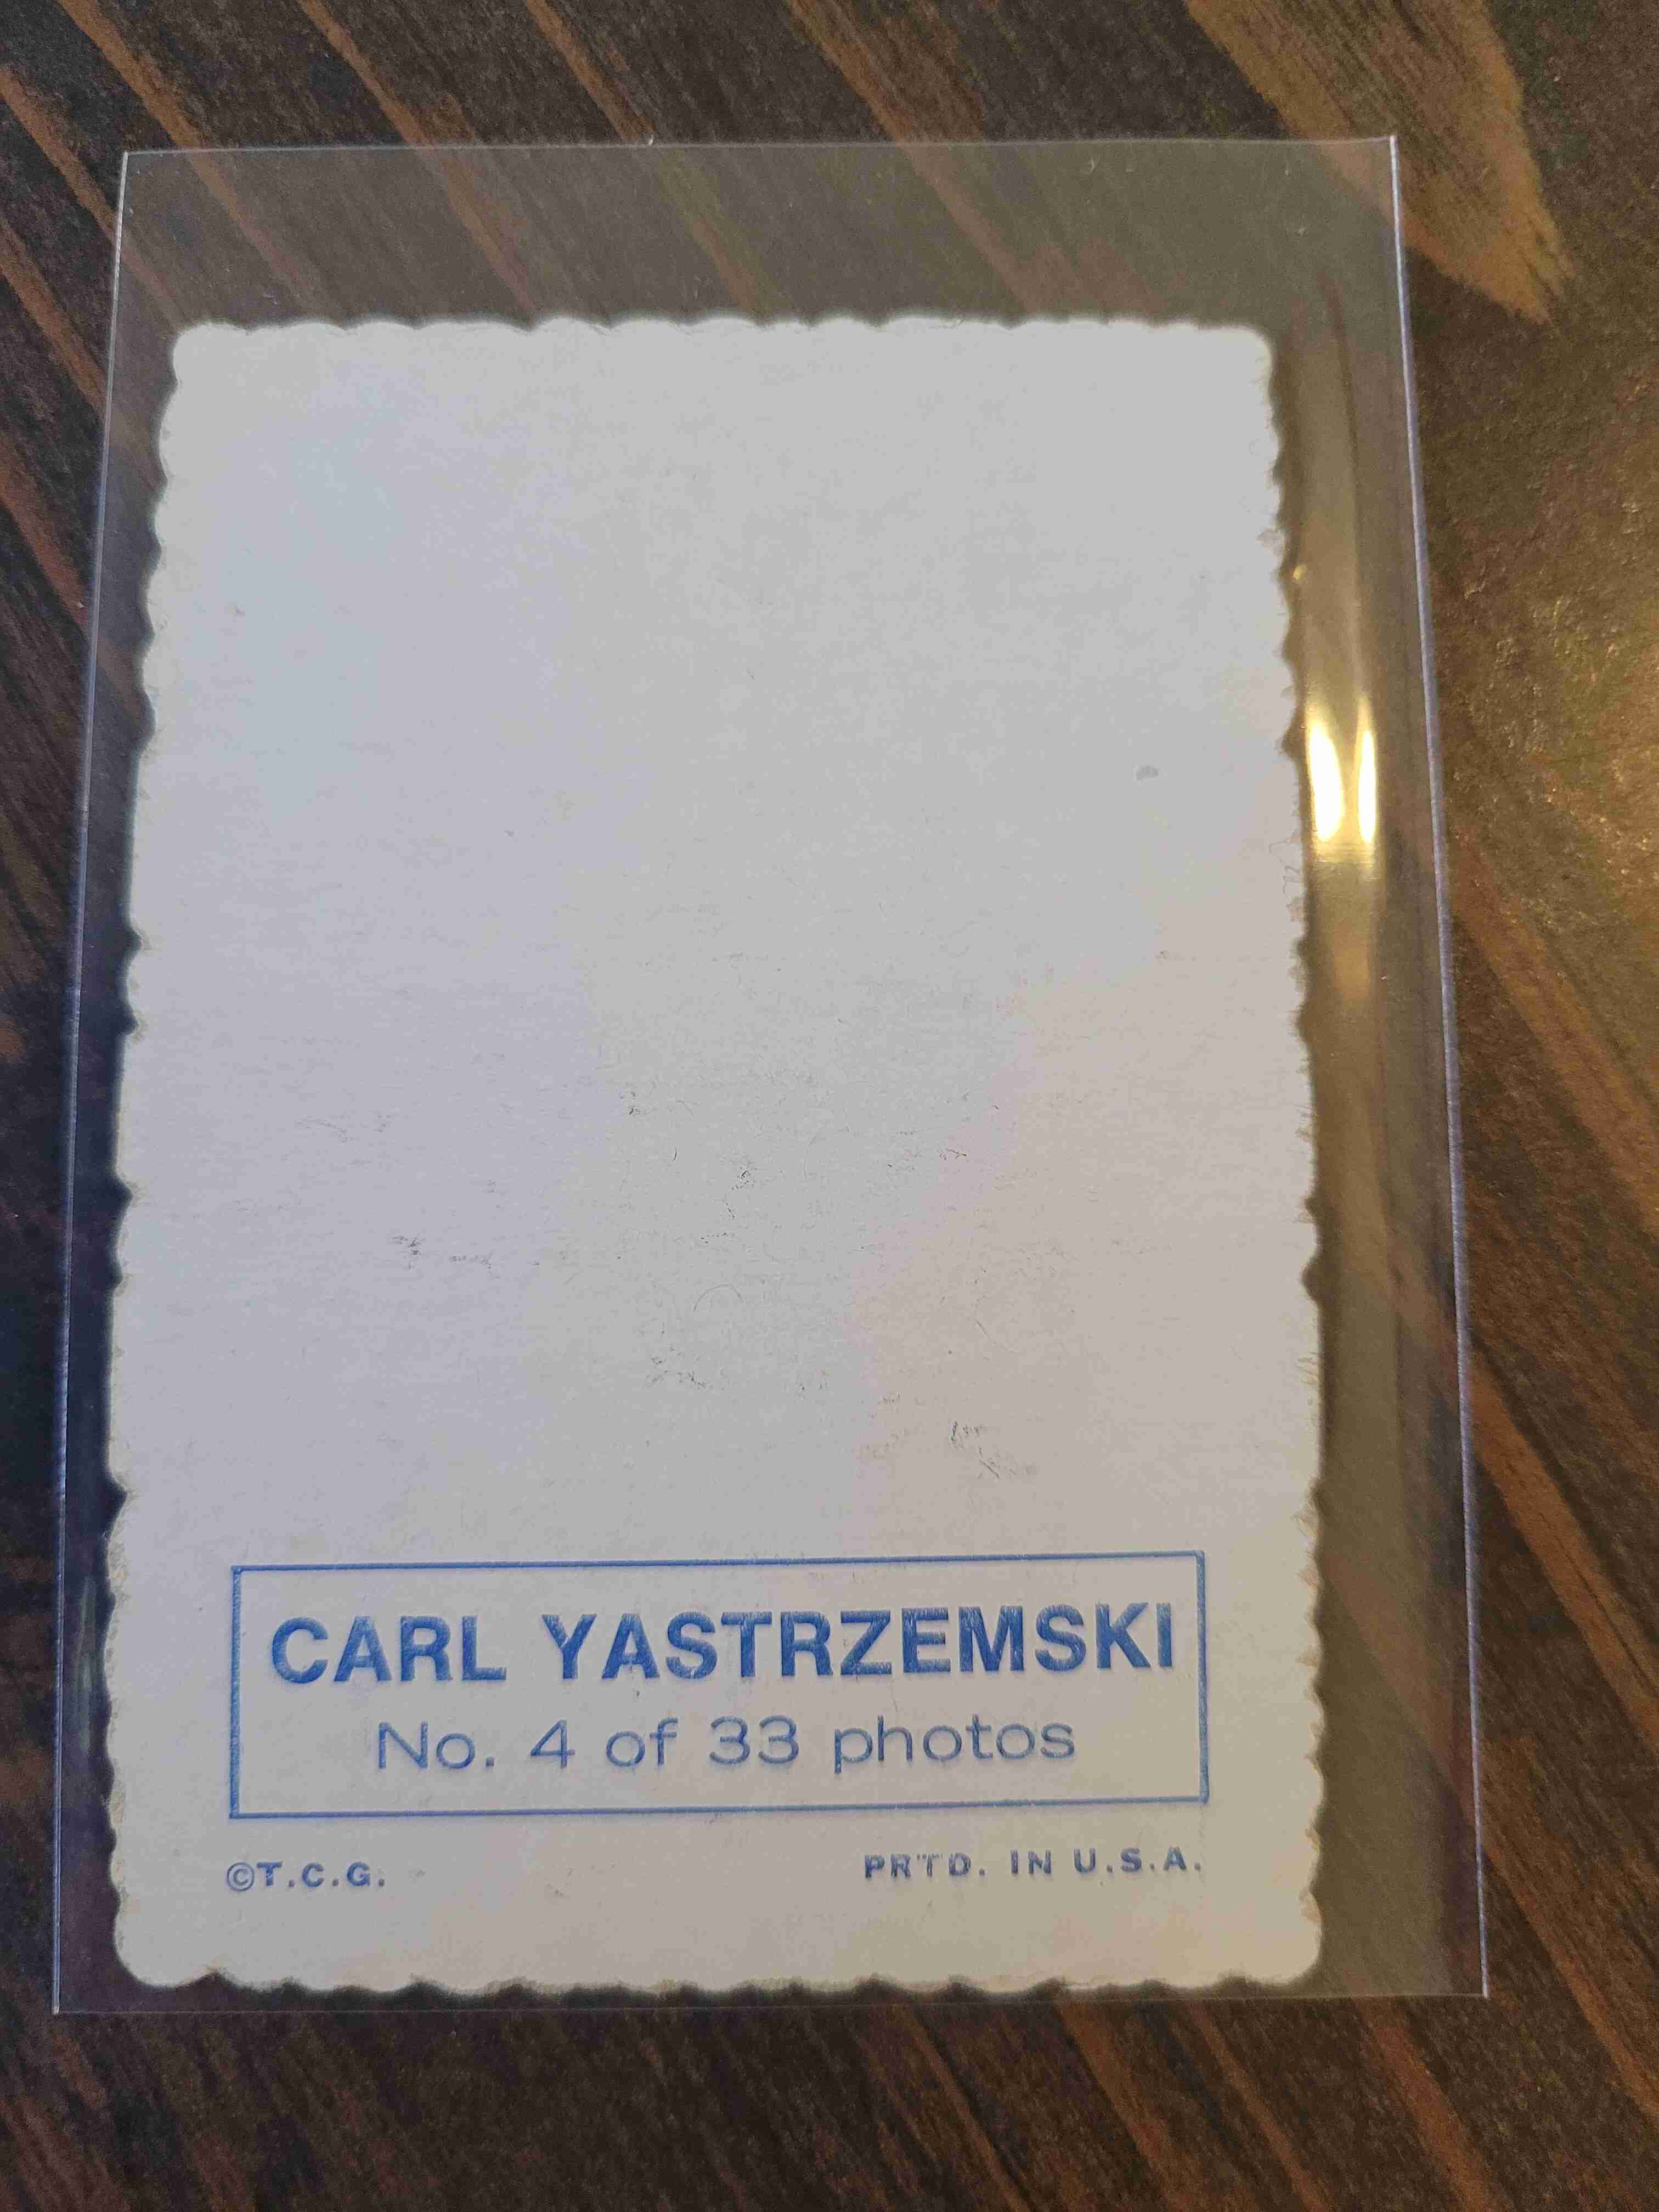 CARL YASTRZEMSKI
No. 4 of 33 photos
©T.C.G.
PRTD. IN U.S.A.